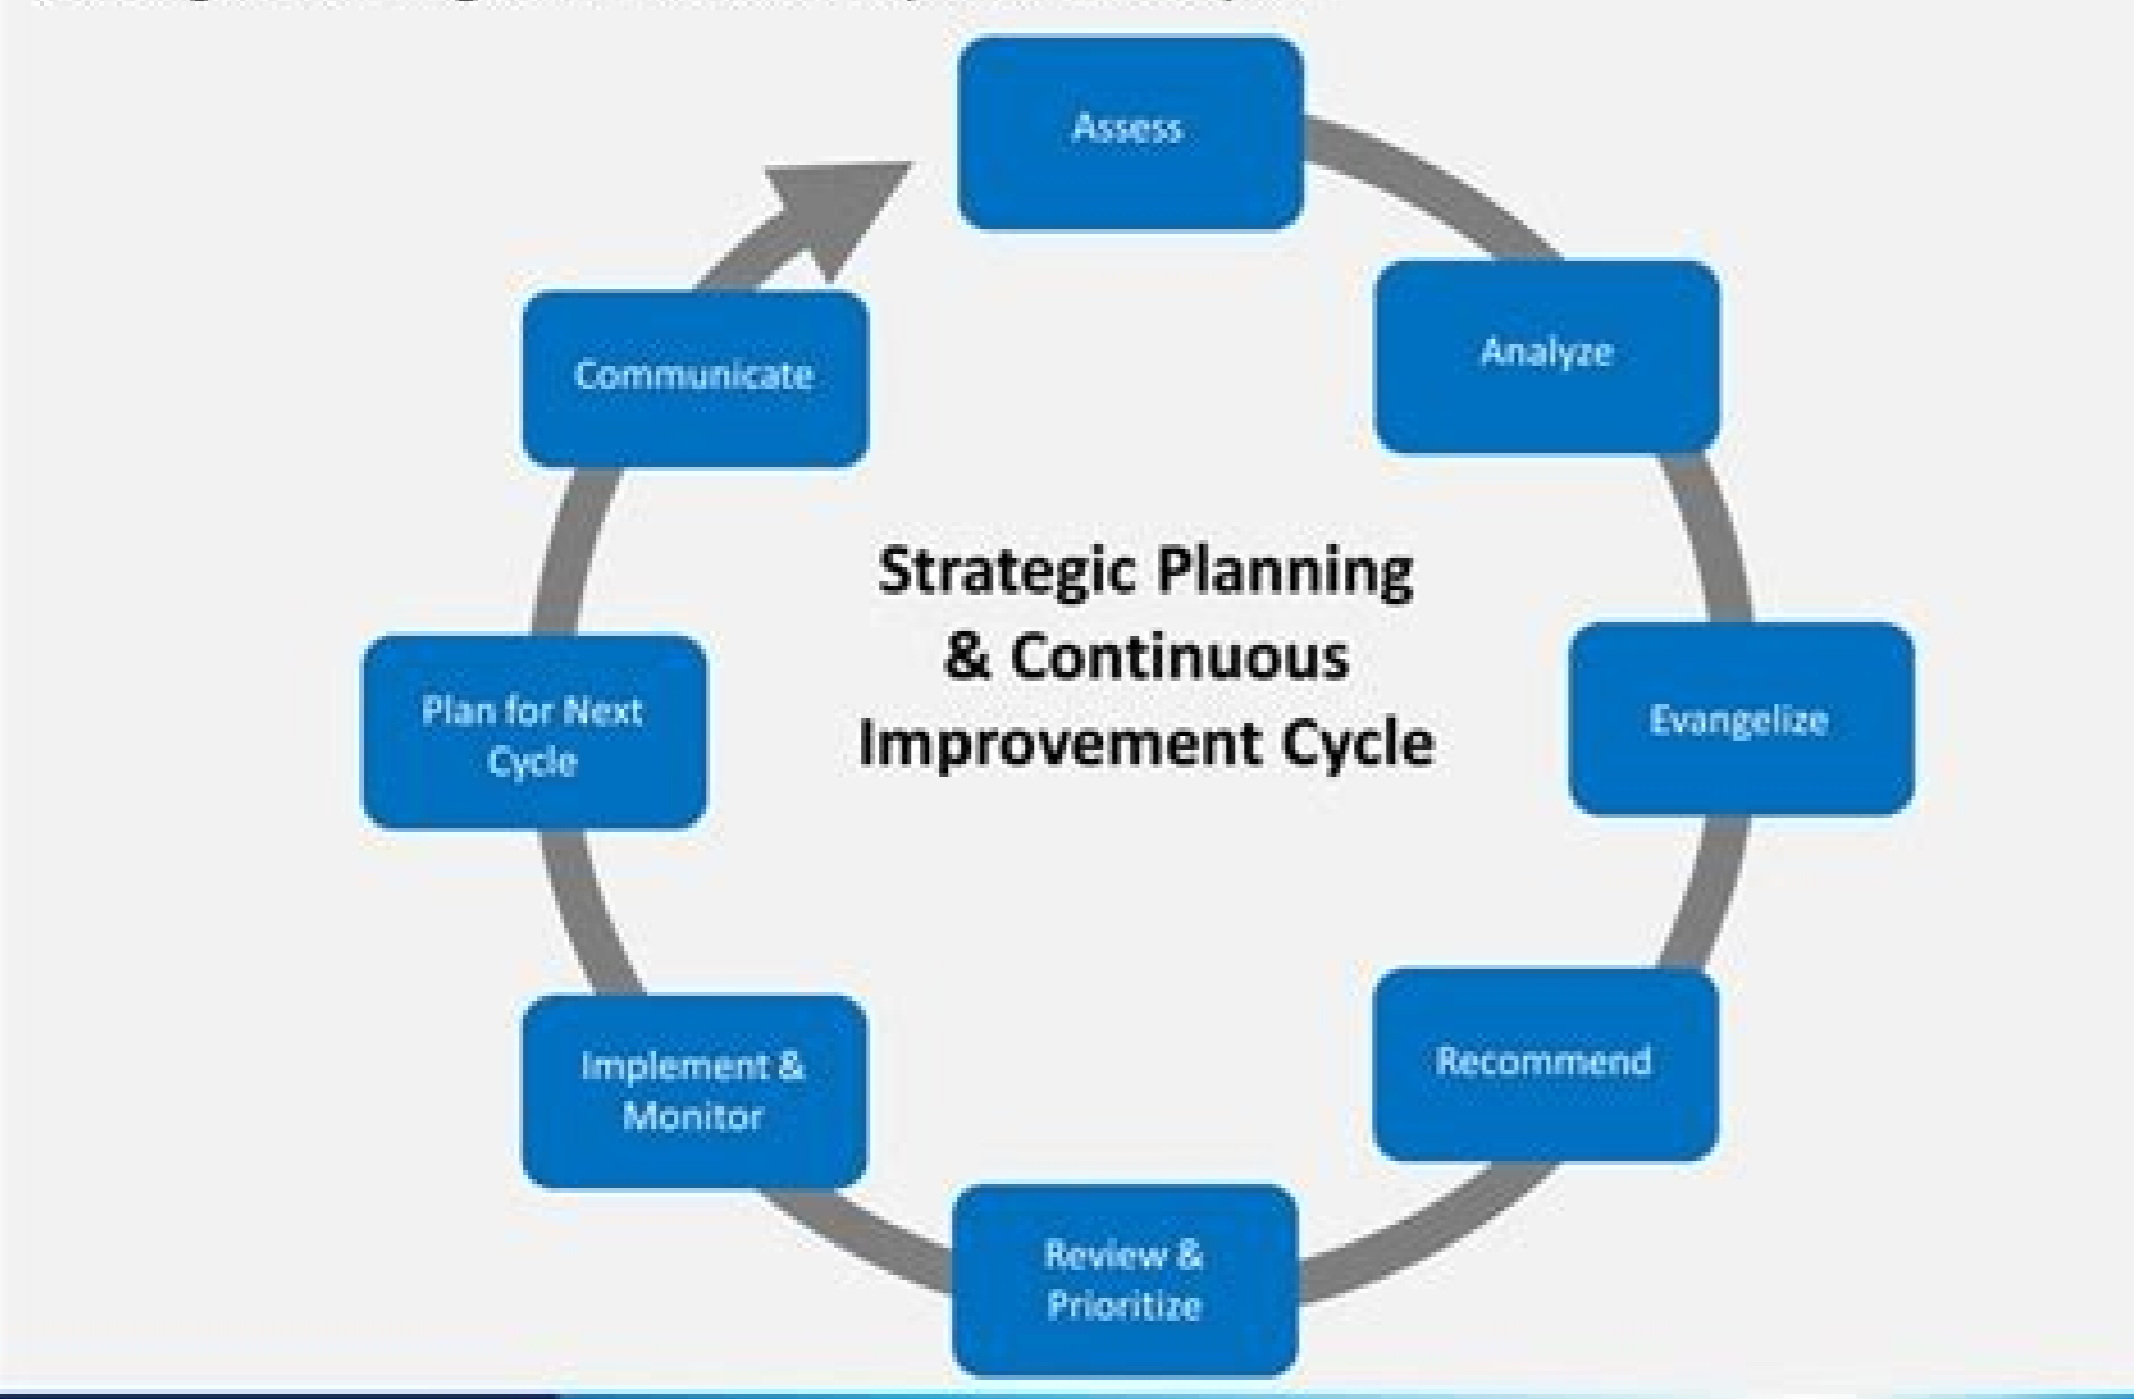 Assess
Analyze
Evangelize
Recommend
Review &
Prioritize
Implement &
Monitor
Plan for Next
Cycle
Communicate
Strategic Planning
& Continuous
Improvement Cycle